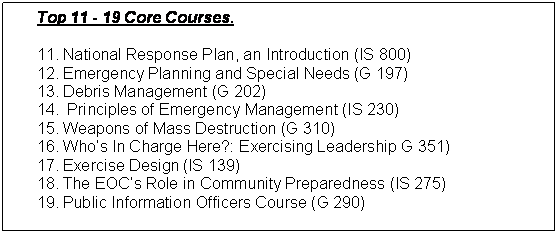 Top 11 - 19 Core Courses.
11. National Response Plan, an Introduction (IS 800)
12. Emergency Planning and Special Needs (G 197)
13. Debris Management (G 202)
14.  Principles of Emergency Management (IS 230)
15. Weapons of Mass Destruction (G 310)
16. Who's In Charge Here?: Exercising Leadership G 351)
17. Exercise Design (IS 139)
18. The EOC's Role in Community Preparedness (IS 275)
19. Public Information Officers Course (G 290)